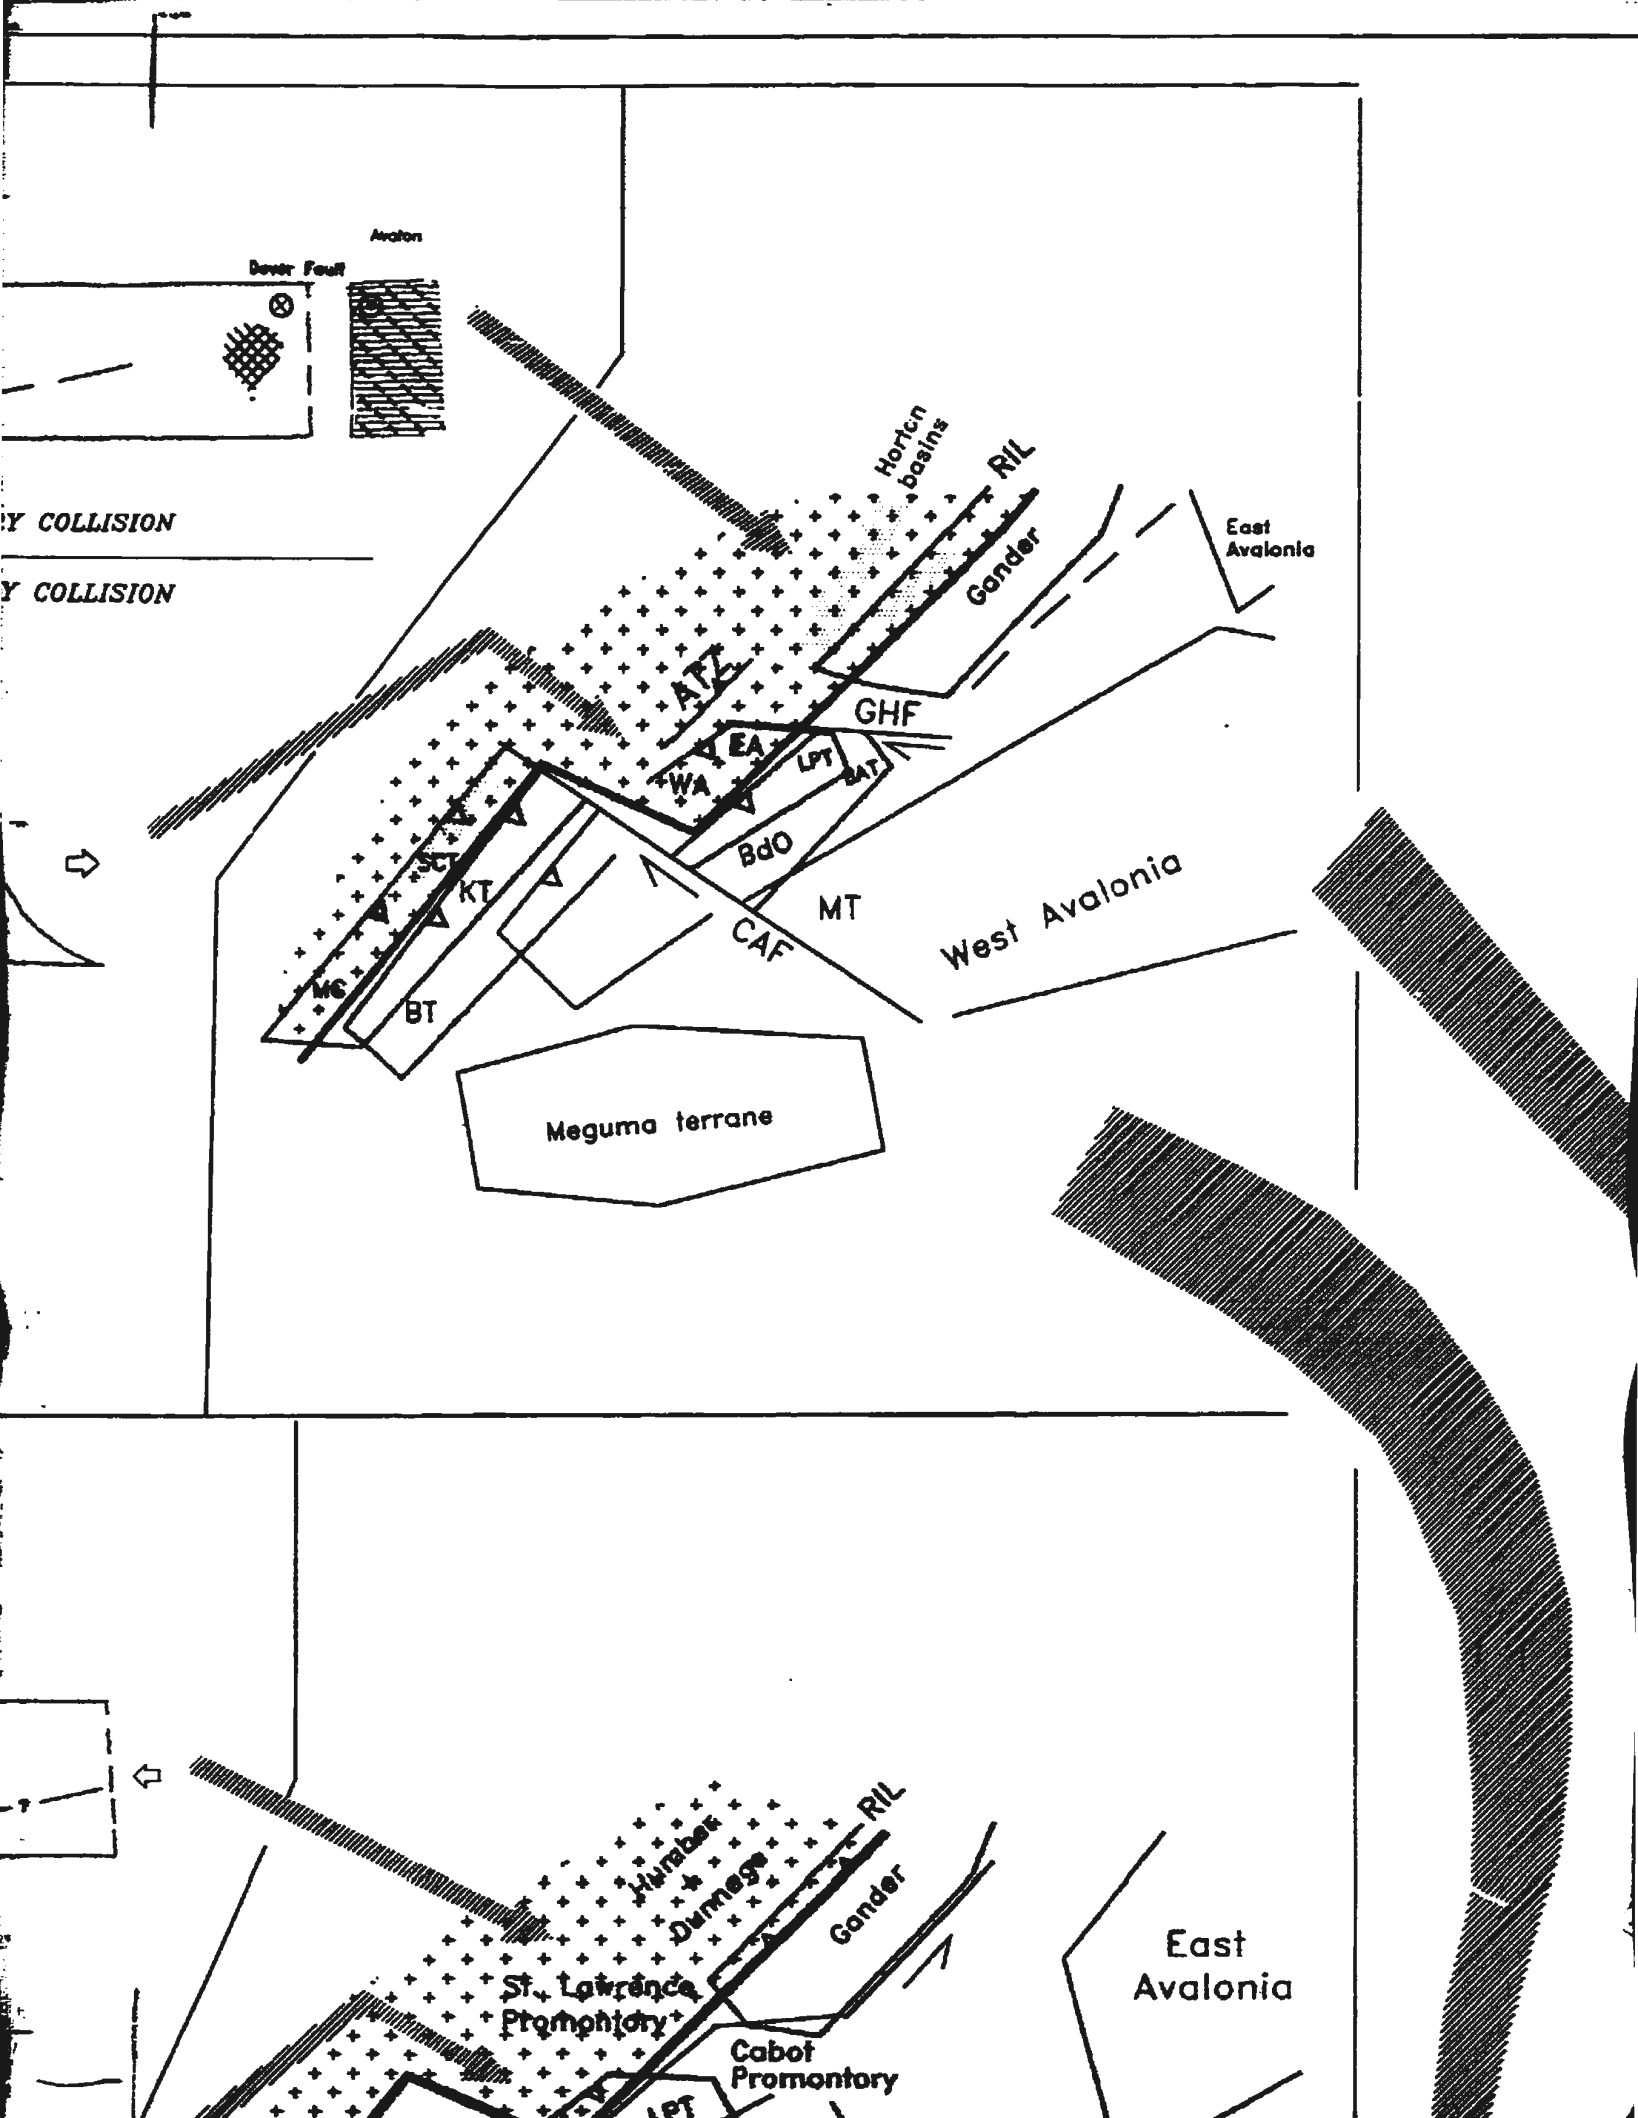 Avalon
Dover Fault
Y COLLISION
Y COLLISION
Horton
basins
RIL
Gander
East
Avalonia
ATZ
GHF
EA
LPT
BAT
WA
BdO
SCT
KT
MT
West Avalonia
CAF
MC
BT
Meguma terrane
?
RIL
Humber
Dunnage
Gander
East
Avalonia
St. Lawrence
Promontory
Cabot
Promontory
LPT